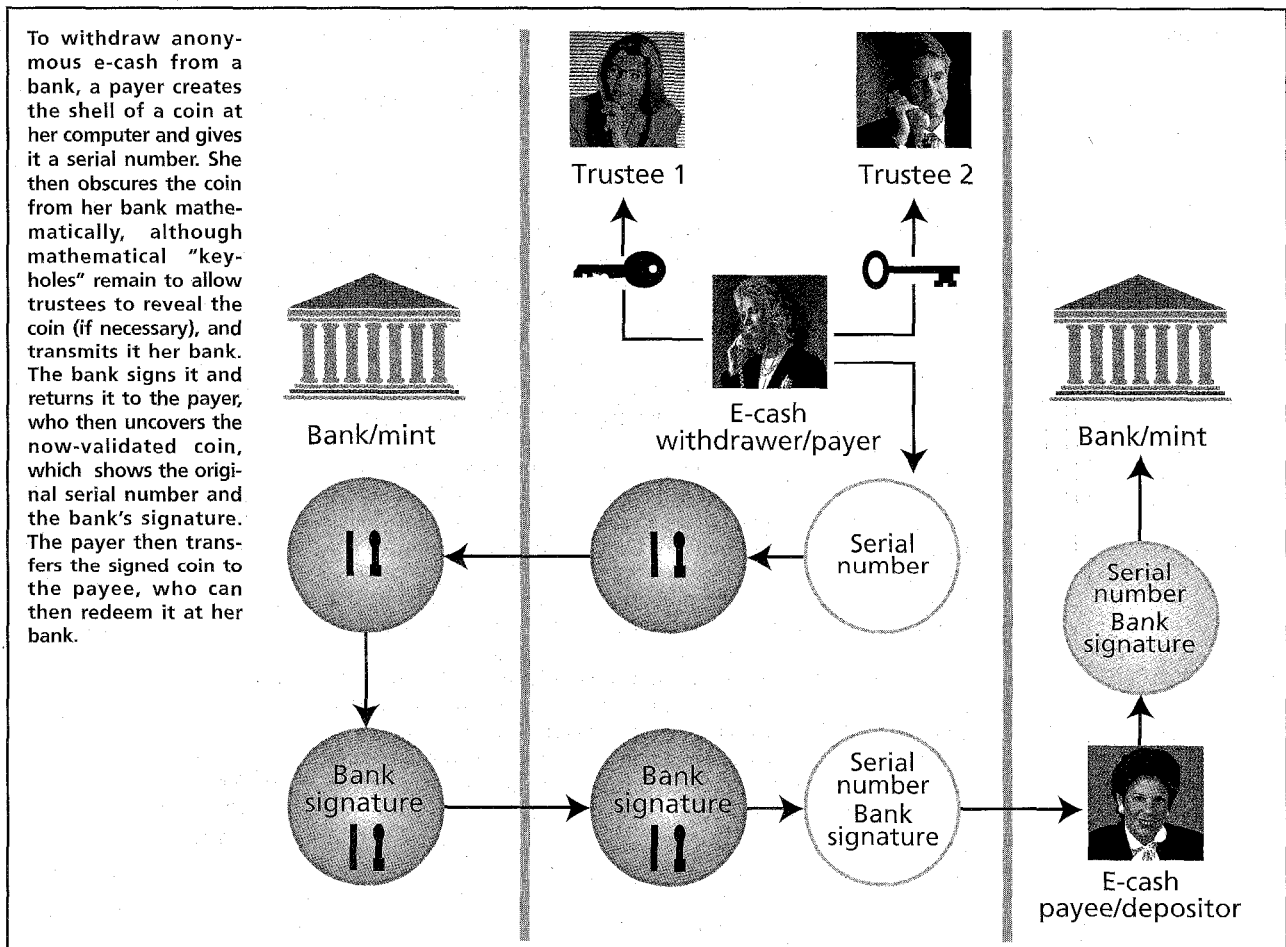 To withdraw anony-
mous e-cash from a
bank, a payer creates
the shell of a coin at
her computer and gives
it a serial number. She
then obscures the coin
from her bank mathe-
matically, although
mathematical "key-
holes" remain to allow
trustees to reveal the
coin (if necessary), and
transmits it her bank.
The bank signs it and
returns it to the payer,
who then uncovers the
now-validated coin,
which shows the origi-
nal serial number and
the bank's signature.
The payer then trans-
fers the signed coin to
the payee, who can
then redeem it at her
bank.
Trustee 1
Trustee 2
E-cash
withdrawer/payer
Bank/mint
Bank/mint
Serial
number
Serial
number
Bank
signature
Bank
signature
Bank
signature
Serial
number
Bank
signature
E-cash
payee/depositor